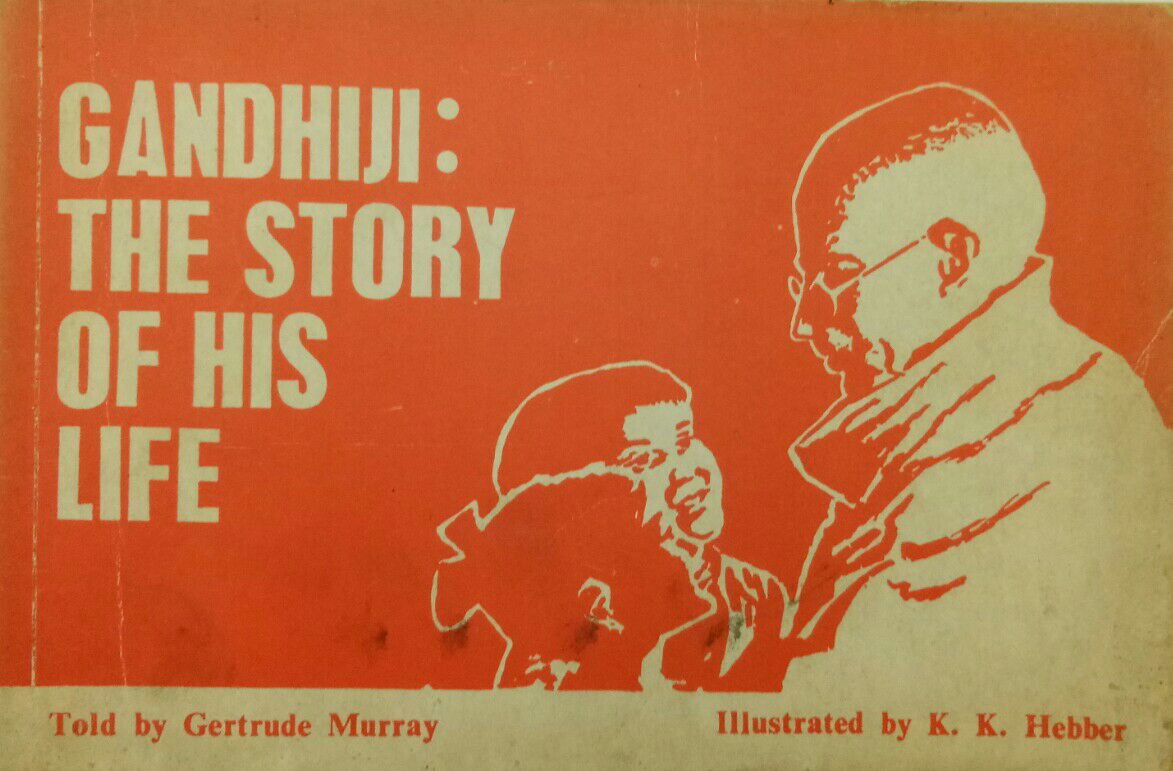 GANDHIJI:
THE STORY
OF HIS
LIFE
Told by Gertrude Murray
Illustrated by K. K. Hebber